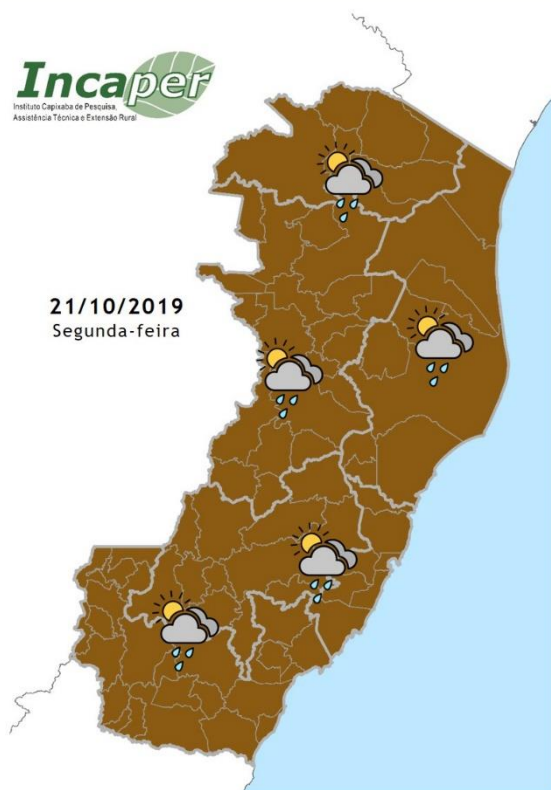 Incaper
Instituto Capixaba de Pesquisa,
Assistência Técnica e Extensão Rural
21/10/2019
Segunda-feira